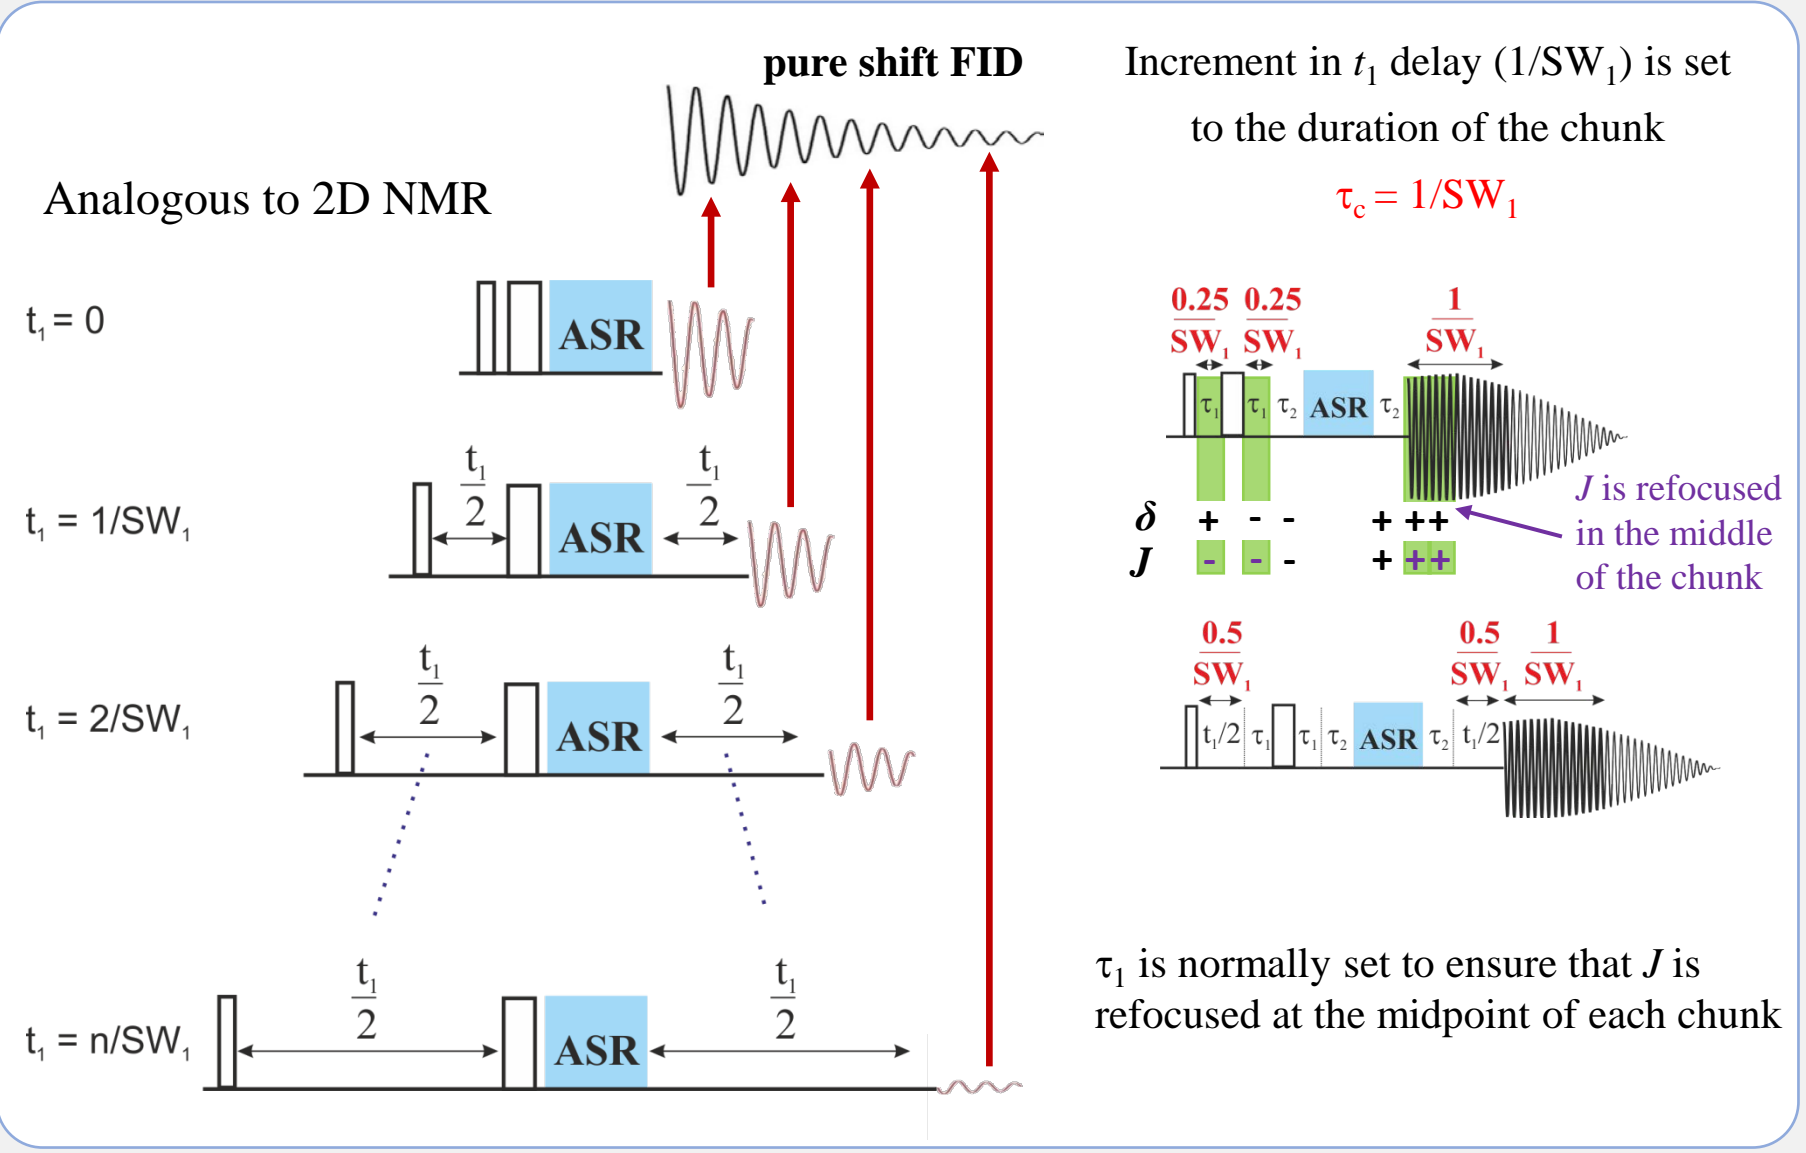 pure shift FID
Analogous to 2D NMR
t₁ = 0
ASR
t₁ = 1/SW₁
t₁/2
ASR
t₁/2
t₁ = 2/SW₁
t₁/2
ASR
t₁/2
t₁ = n/SW₁
t₁/2
ASR
t₁/2
Increment in t₁ delay (1/SW₁) is set
to the duration of the chunk
τc = 1/SW₁
0.25/SW₁ 0.25/SW₁ 1/SW₁
τ₁ τ₁ τ₂ ASR τ₂
δ + - - + ++
J - - - + ++
J is refocused
in the middle
of the chunk
0.5/SW₁ 0.5/SW₁ 1/SW₁
t₁/2 τ₁ τ₁ τ₂ ASR τ₂ t₁/2
τ₁ is normally set to ensure that J is
refocused at the midpoint of each chunk